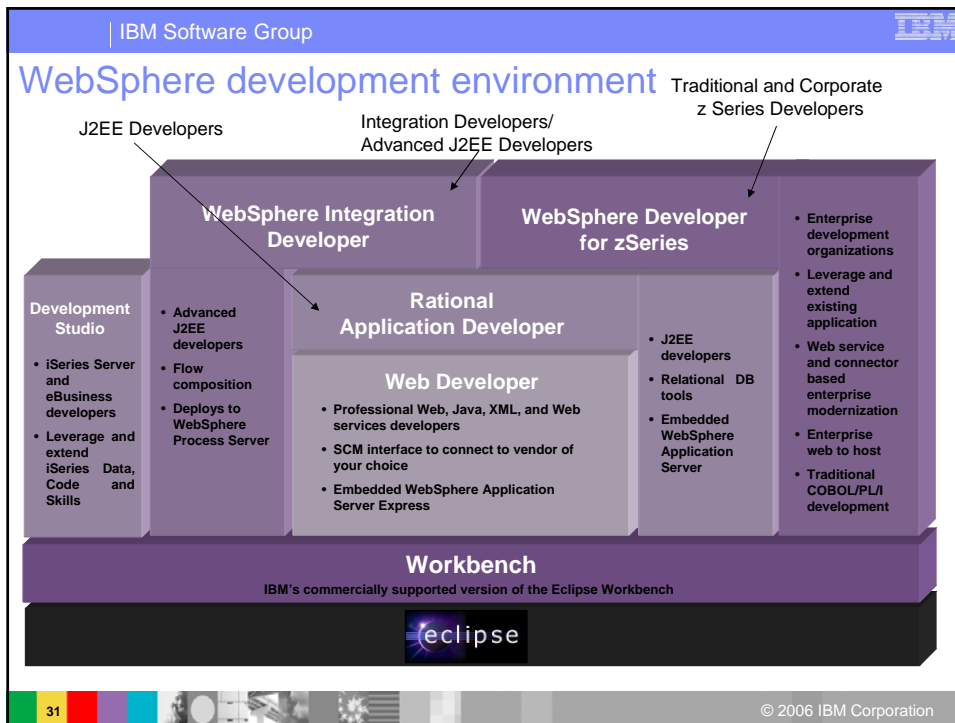 IBM Software Group
IBM
WebSphere development environment
Traditional and Corporate
z Series Developers
J2EE Developers
Integration Developers/
Advanced J2EE Developers
WebSphere Integration
Developer
WebSphere Developer
for zSeries
Development
Studio
• iSeries Server
and
eBusiness
developers
• Leverage and
extend
iSeries Data,
Code and
Skills
• Advanced
J2EE
developers
• Flow
composition
• Deploys to
WebSphere
Process Server
Rational
Application Developer
Web Developer
• Professional Web, Java, XML, and Web
services developers
• SCM interface to connect to vendor of
your choice
• Embedded WebSphere Application
Server Express
• J2EE
developers
• Relational DB
tools
• Embedded
WebSphere
Application
Server
• Enterprise
development
organizations
• Leverage and
extend
existing
application
• Web service
and connector
based
enterprise
modernization
• Enterprise
web to host
• Traditional
COBOL/PL/I
development
Workbench
IBM's commercially supported version of the Eclipse Workbench
eclipse
31
© 2006 IBM Corporation